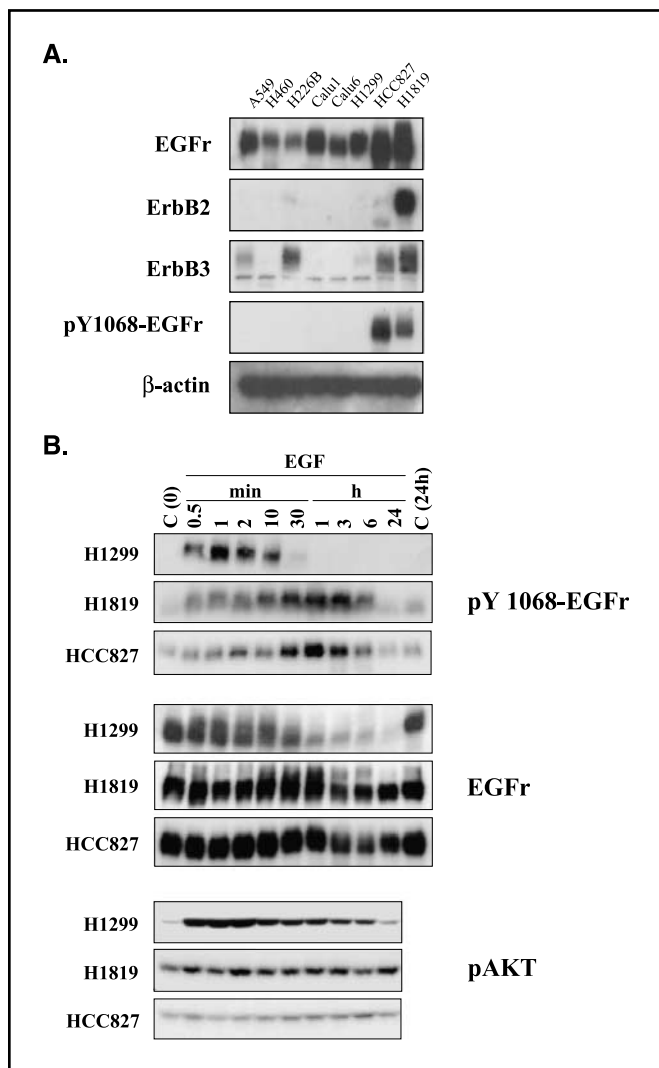 A.
A549 H460 H226B Calu1 Calu6 H1299 HCC827 H1819
EGFr
ErbB2
ErbB3
pY1068-EGFr
β-actin
B.
EGF
min h
C (0) 0.5 1 2 10 30 1 3 6 24 C (24h)
H1299
H1819
HCC827
pY 1068-EGFr
H1299
H1819
HCC827
EGFr
H1299
H1819
HCC827
pAKT